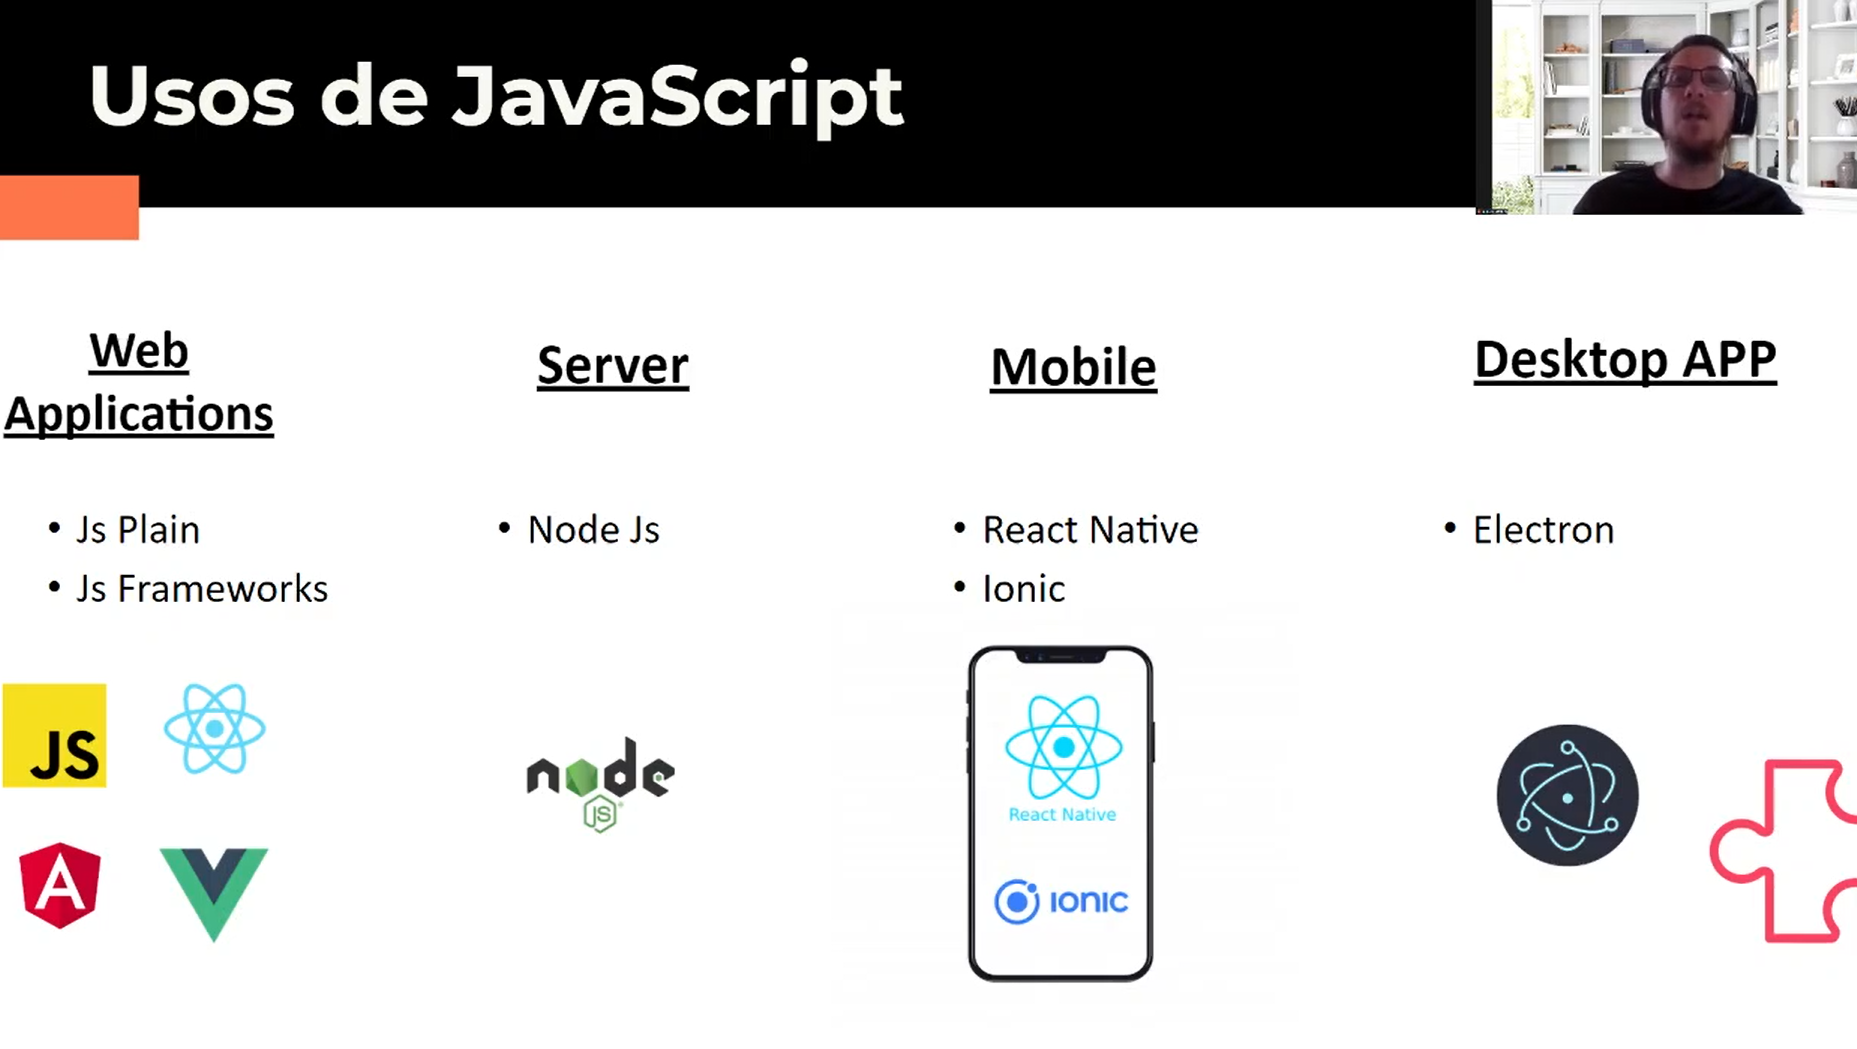 Usos de JavaScript
Web
Applications
Server
Mobile
Desktop APP
• Js Plain
• Js Frameworks
• Node Js
• React Native
• Ionic
• Electron
JS
A
node
JS
React Native
IONIC